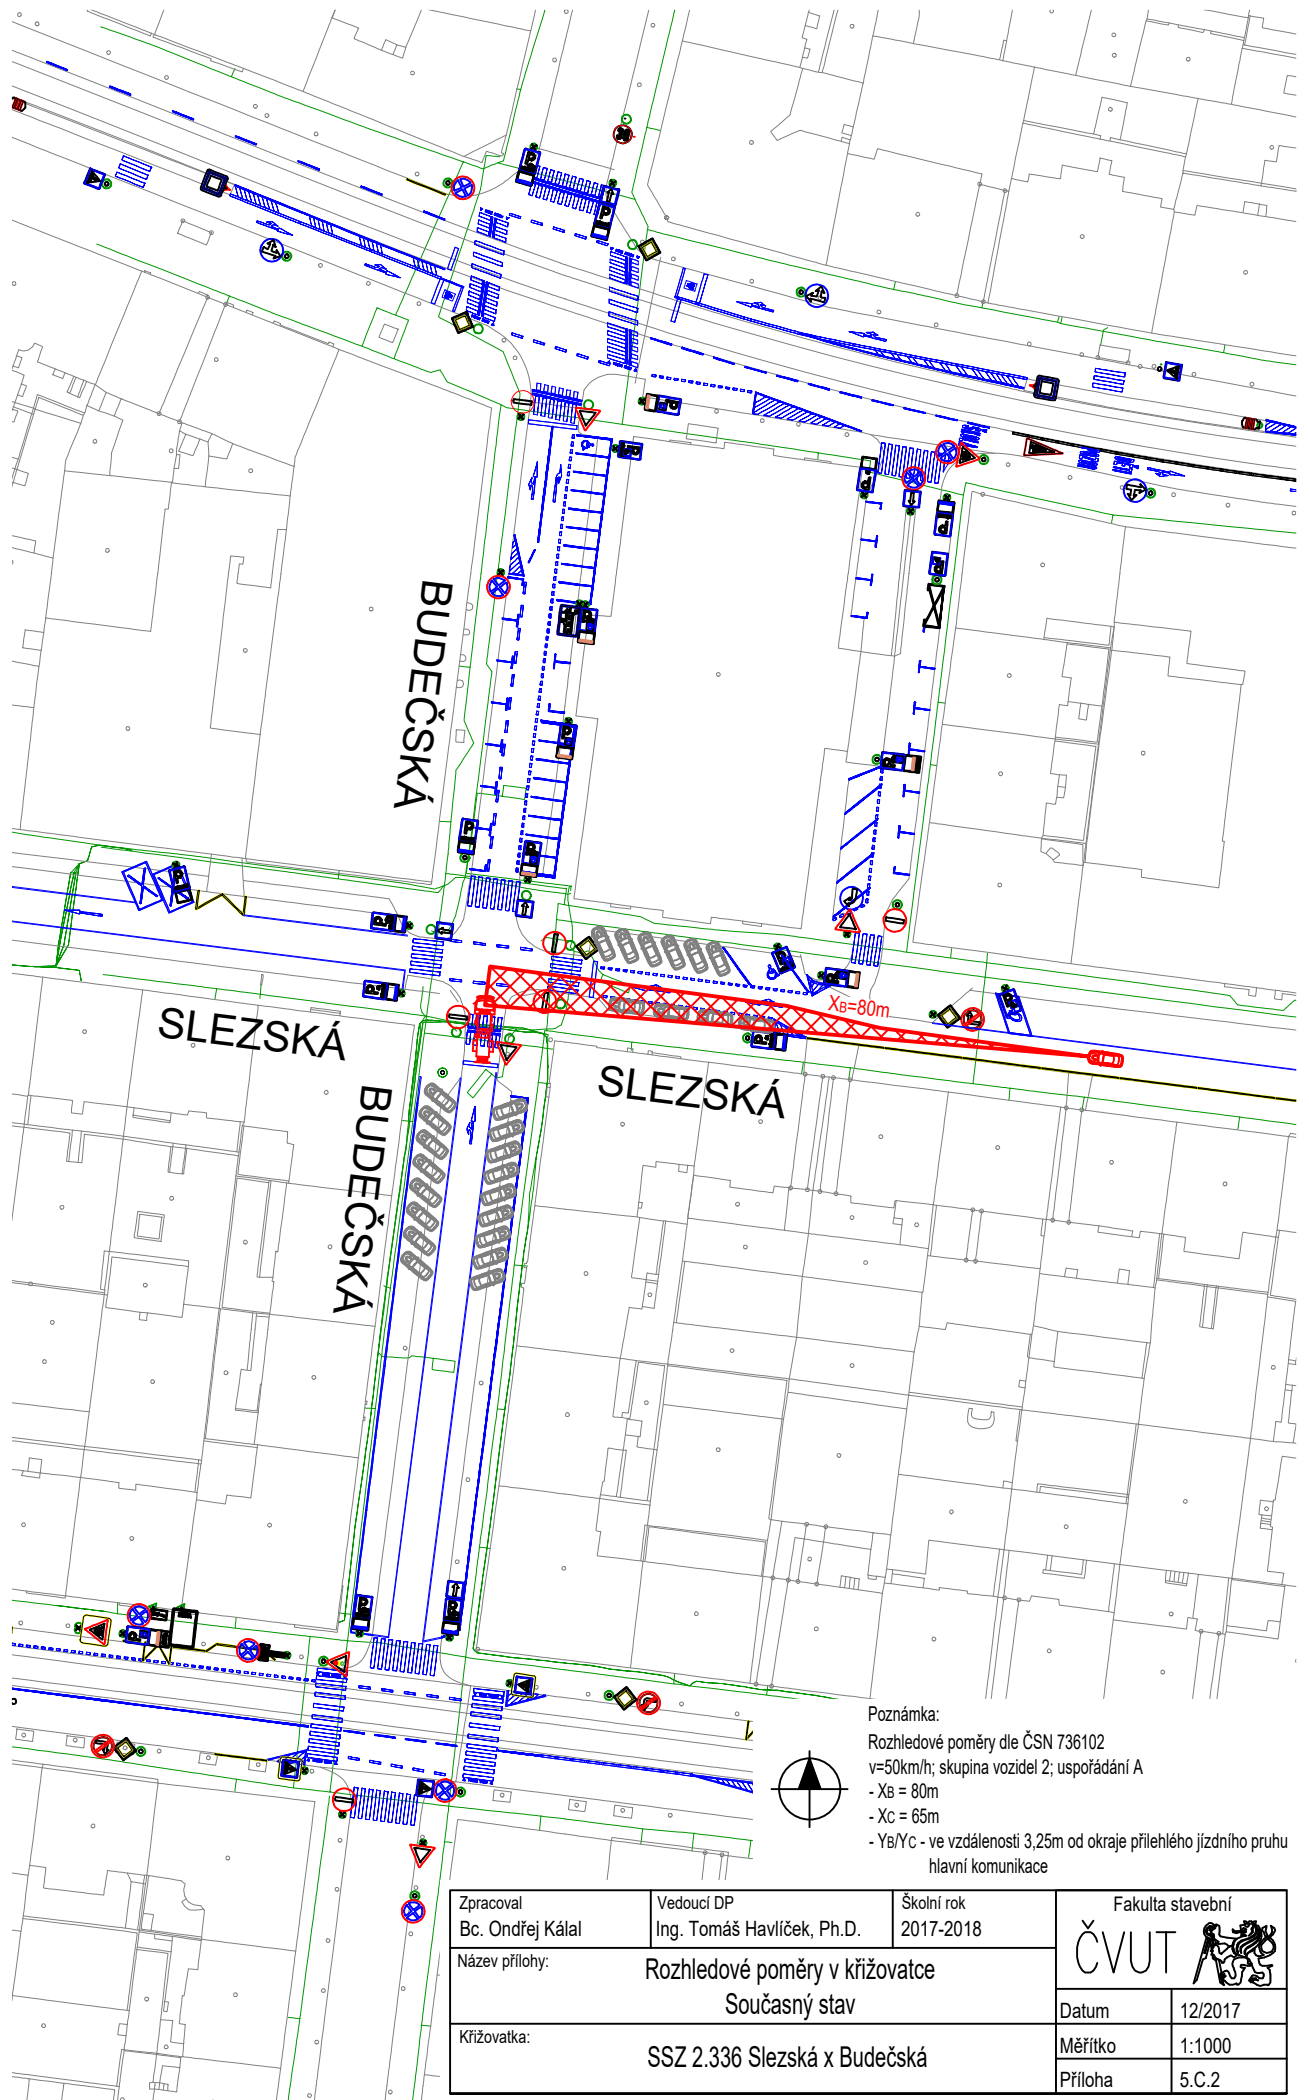 BUDEČSKÁ
SLEZSKÁ
XB=80m
SLEZSKÁ
BUDEČSKÁ
Poznámka:
Rozhledové poměry dle ČSN 736102
v=50km/h; skupina vozidel 2; uspořádání A
- XB = 80m
- XC = 65m
- YB/YC - ve vzdálenosti 3,25m od okraje přilehlého jízdního pruhu
hlavní komunikace
Zpracoval
Bc. Ondřej Kálal
Vedoucí DP
Ing. Tomáš Havlíček, Ph.D.
Školní rok
2017-2018
Fakulta stavební
ČVUT
Název přílohy:
Rozhledové poměry v křižovatce
Současný stav
Datum
12/2017
Křižovatka:
SSZ 2.336 Slezská x Budečská
Měřítko
1:1000
Příloha
5.C.2